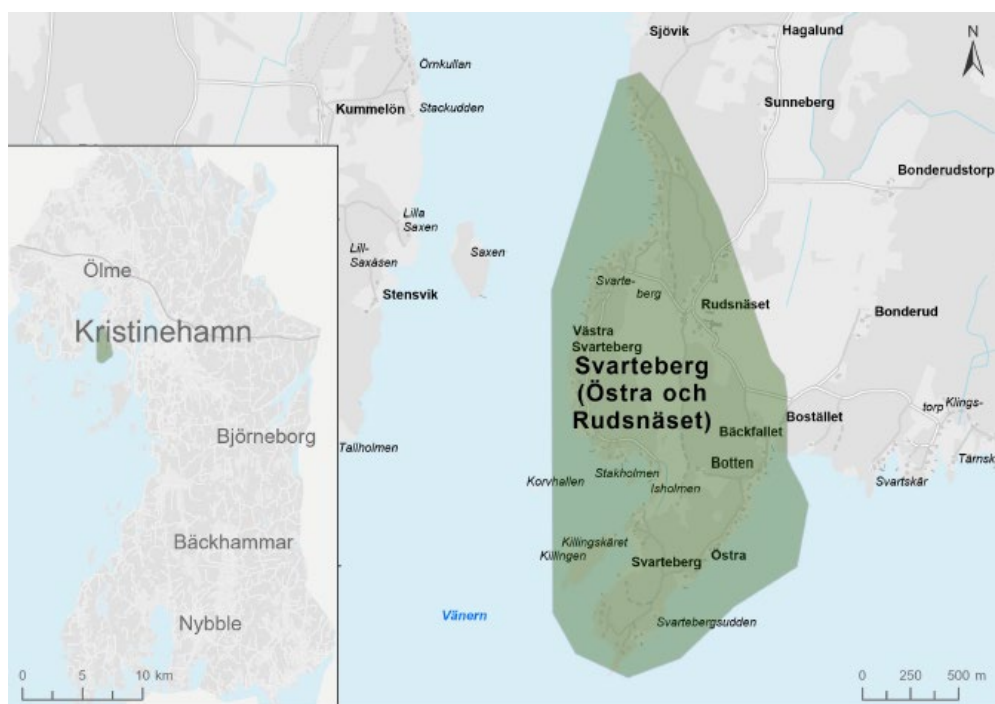 Sjövik
Hagalund
N
Örnkullan
Kummelön
Stackudden
Sunneberg
Bonderudstorp
Lilla
Saxen
Lill-
Saxåsen
Saxen
Stensvik
Svarte-
berg
Rudsnäset
Bonderud
Västra
Svarteberg
Svarteberg
(Östra och
Rudsnäset)
Bostället
torp
Klings-
Bäckfallet
Tallholmen
Botten
Stakholmen
Korvhallen
Isholmen
Svartskär
Tärnsk
Killingskäret
Killingen
Svarteberg
Östra
Vänern
Svartebergsudden
0 250 500 m
Ölme
Kristinehamn
Björneborg
Bäckhammar
Nybble
0 5 10 km